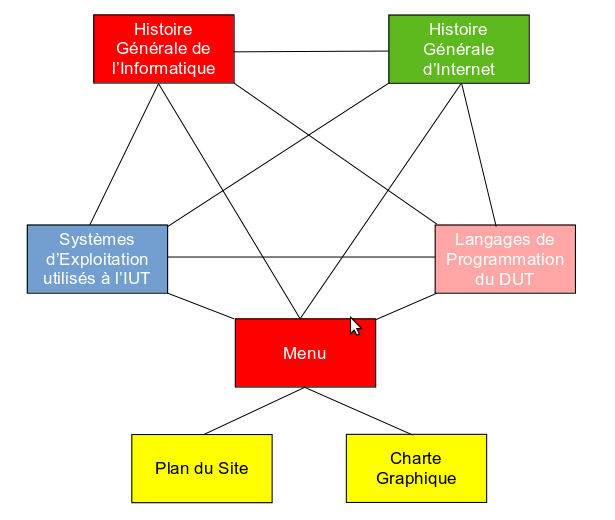 Histoire
Générale de
l'Informatique
Histoire
Générale
d'Internet
Systèmes
d'Exploitation
utilisés à l'IUT
Langages de
Programmation
du DUT
Menu
Plan du Site
Charte
Graphique